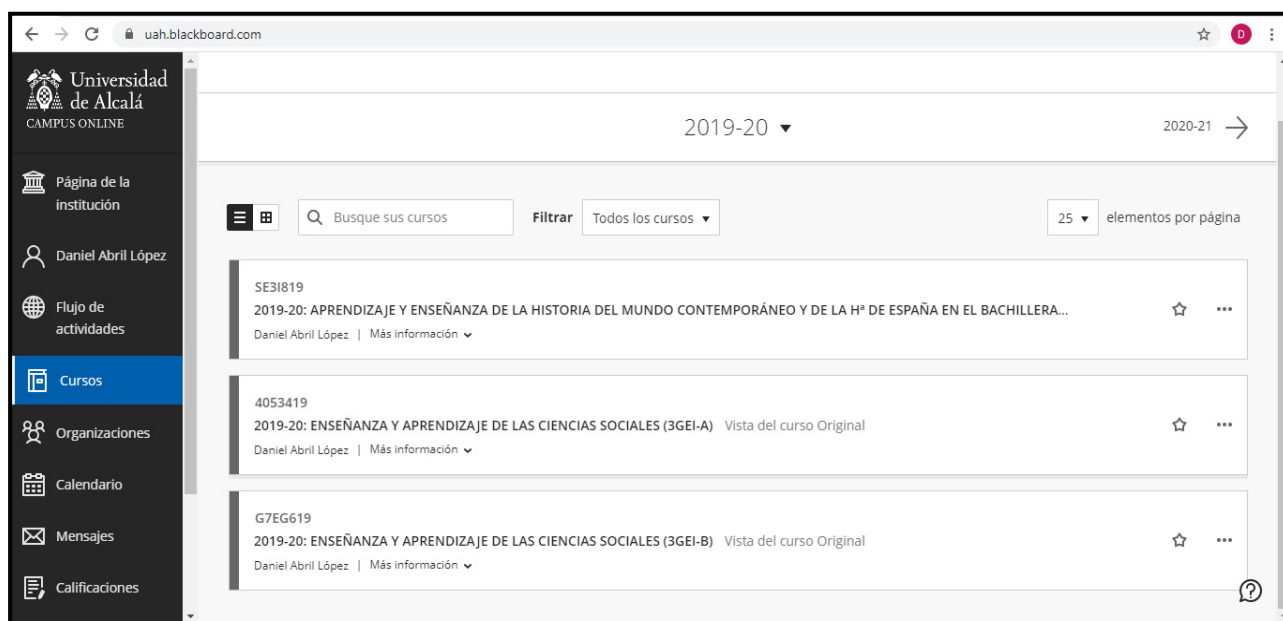 uah.blackboard.com
D
Universidad
de Alcalá
CAMPUS ONLINE
Página de la
institución
Daniel Abril López
Flujo de
actividades
Cursos
Organizaciones
Calendario
Mensajes
Calificaciones
2019-20
2020-21
Busque sus cursos
Filtrar
Todos los cursos
25
elementos por página
SE3I819
2019-20: APRENDIZAJE Y ENSEÑANZA DE LA HISTORIA DEL MUNDO CONTEMPORÁNEO Y DE LA Hª DE ESPAÑA EN EL BACHILLERA...
Daniel Abril López | Más información
4053419
2019-20: ENSEÑANZA Y APRENDIZAJE DE LAS CIENCIAS SOCIALES (3GEI-A) Vista del curso Original
Daniel Abril López | Más información
G7EG619
2019-20: ENSEÑANZA Y APRENDIZAJE DE LAS CIENCIAS SOCIALES (3GEI-B) Vista del curso Original
Daniel Abril López | Más información